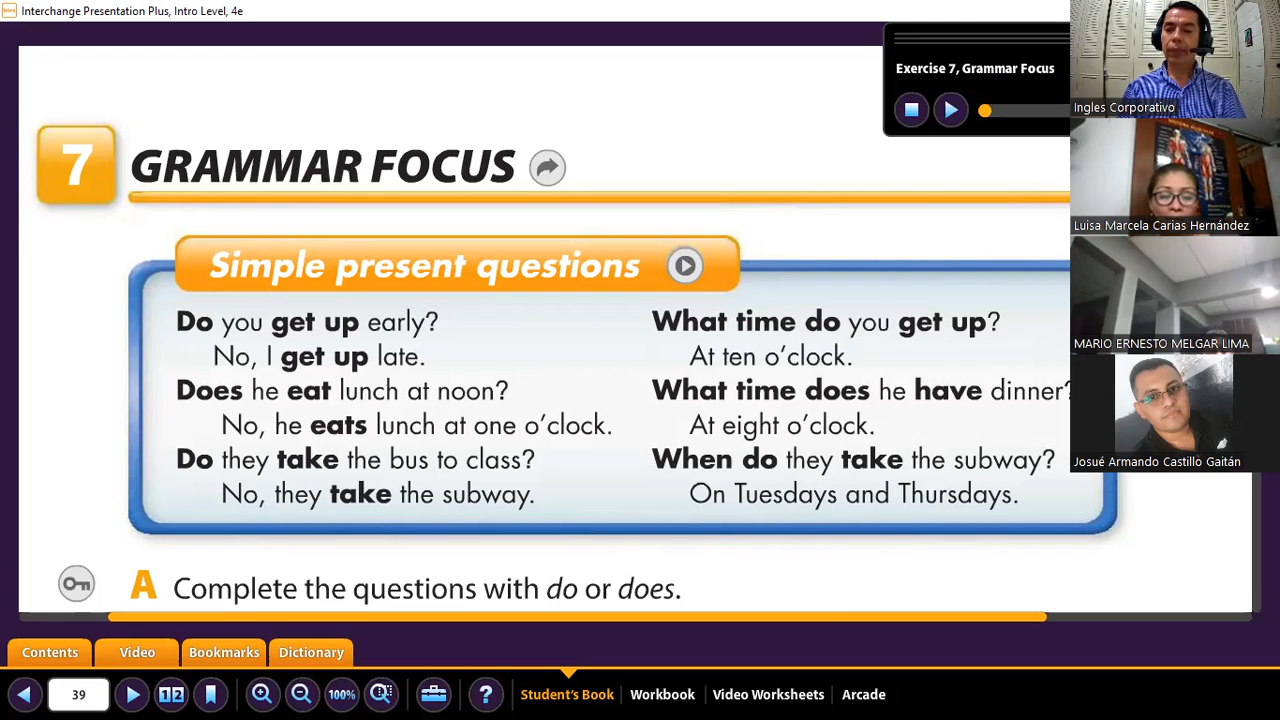 Interchange Presentation Plus, Intro Level, 4e
Exercise 7, Grammar Focus
Ingles Corporativo
Luisa Marcela Carias Hernández
MARIO ERNESTO MELGAR LIMA
Josué Armando Castillo Gaitán
7 GRAMMAR FOCUS
Simple present questions
Do you get up early?
No, I get up late.
Does he eat lunch at noon?
No, he eats lunch at one o'clock.
Do they take the bus to class?
No, they take the subway.
What time do you get up?
At ten o'clock.
What time does he have dinner?
At eight o'clock.
When do they take the subway?
On Tuesdays and Thursdays.
A Complete the questions with do or does.
Contents Video Bookmarks Dictionary
39 1 2 100% ? Student's Book Workbook Video Worksheets Arcade